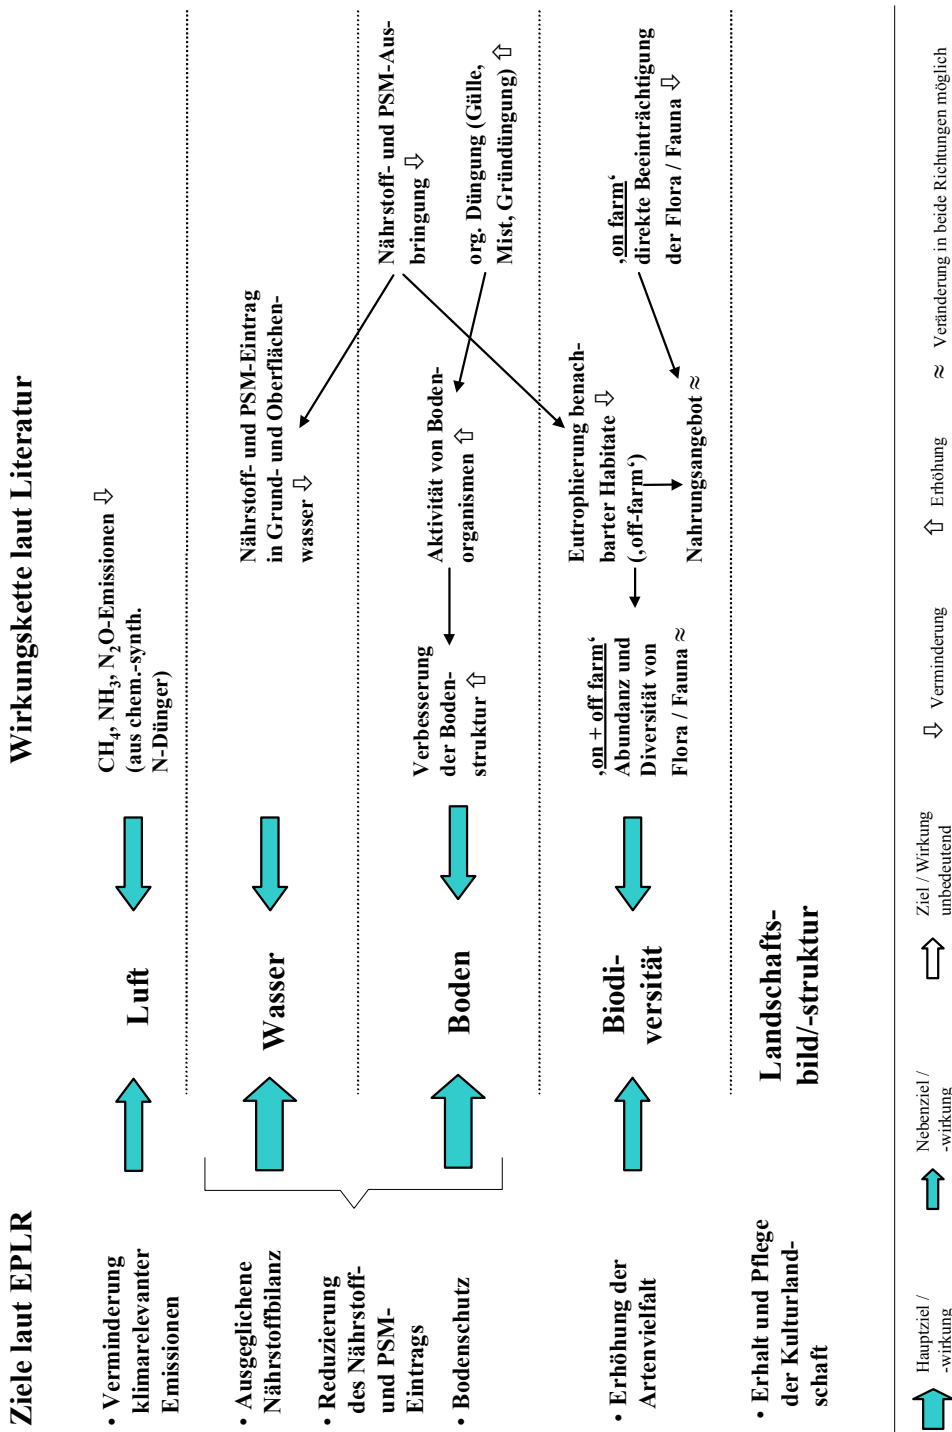 Ziele laut EPLR
Wirkungskette laut Literatur
• Verminderung
klimarelevanter
Emissionen
Luft
CH₄, NH₃, N₂O-Emissionen ⇩
(aus chem.-synth.
N-Dünger)
• Ausgeglichene
Nährstoffbilanz
• Reduzierung
des Nährstoff-
und PSM-
Eintrags
• Bodenschutz
Wasser
Nährstoff- und PSM-Eintrag
in Grund- und Oberflächen-
wasser ⇩
Nährstoff- und PSM-Aus-
bringung ⇩
Boden
Verbesserung
der Boden-
struktur ⇧
Aktivität von Boden-
organismen ⇧
org. Düngung (Gülle,
Mist, Gründüngung) ⇧
• Erhöhung der
Artenvielfalt
Biodi-
versität
‚on + off farm‘
Abundanz und
Diversität von
Flora / Fauna ≈
Eutrophierung benach-
barter Habitate ⇩
(‚off-farm‘)
Nahrungsangebot ≈
‚on farm‘
direkte Beeinträchtigung
der Flora / Fauna ⇩
• Erhalt und Pflege
der Kulturland-
schaft
Landschafts-
bild/-struktur
Hauptziel /
-wirkung
Nebenziel /
-wirkung
Ziel / Wirkung
unbedeutend
⇩ Verminderung
⇧ Erhöhung
≈ Veränderung in beide Richtungen möglich